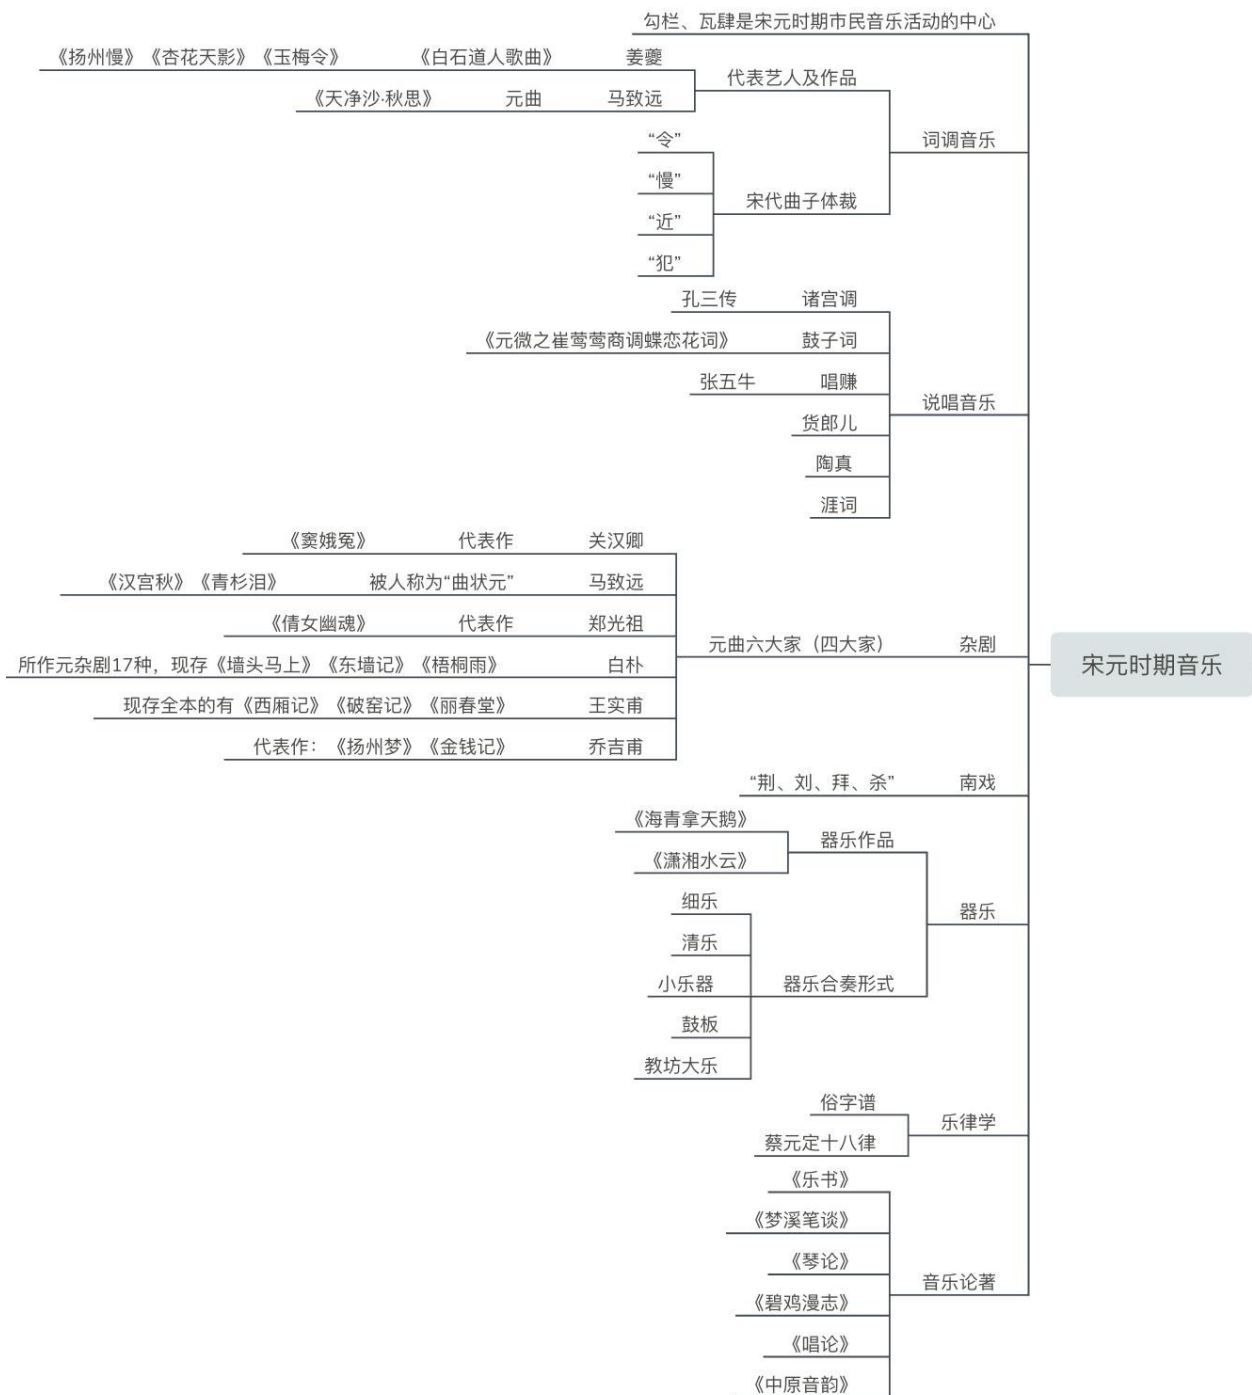 勾栏、瓦肆是宋元时期市民音乐活动的中心
《扬州慢》《杏花天影》《玉梅令》 《白石道人歌曲》 姜夔
代表艺人及作品
《天净沙·秋思》 元曲 马致远
“令”
词调音乐
“慢”
宋代曲子体裁
“近”
“犯”
孔三传 诸宫调
《元微之崔莺莺商调蝶恋花词》 鼓子词
张五牛 唱赚
说唱音乐
货郎儿
陶真
涯词
《窦娥冤》 代表作 关汉卿
《汉宫秋》《青杉泪》 被人称为“曲状元” 马致远
《倩女幽魂》 代表作 郑光祖
元曲六大家（四大家） 杂剧
所作元杂剧17种，现存《墙头马上》《东墙记》《梧桐雨》 白朴
宋元时期音乐
现存全本的有《西厢记》《破窑记》《丽春堂》 王实甫
代表作：《扬州梦》《金钱记》 乔吉甫
“荆、刘、拜、杀” 南戏
《海青拿天鹅》
器乐作品
《潇湘水云》
细乐
器乐
清乐
小乐器 器乐合奏形式
鼓板
教坊大乐
俗字谱
乐律学
蔡元定十八律
《乐书》
《梦溪笔谈》
《琴论》
音乐论著
《碧鸡漫志》
《唱论》
《中原音韵》